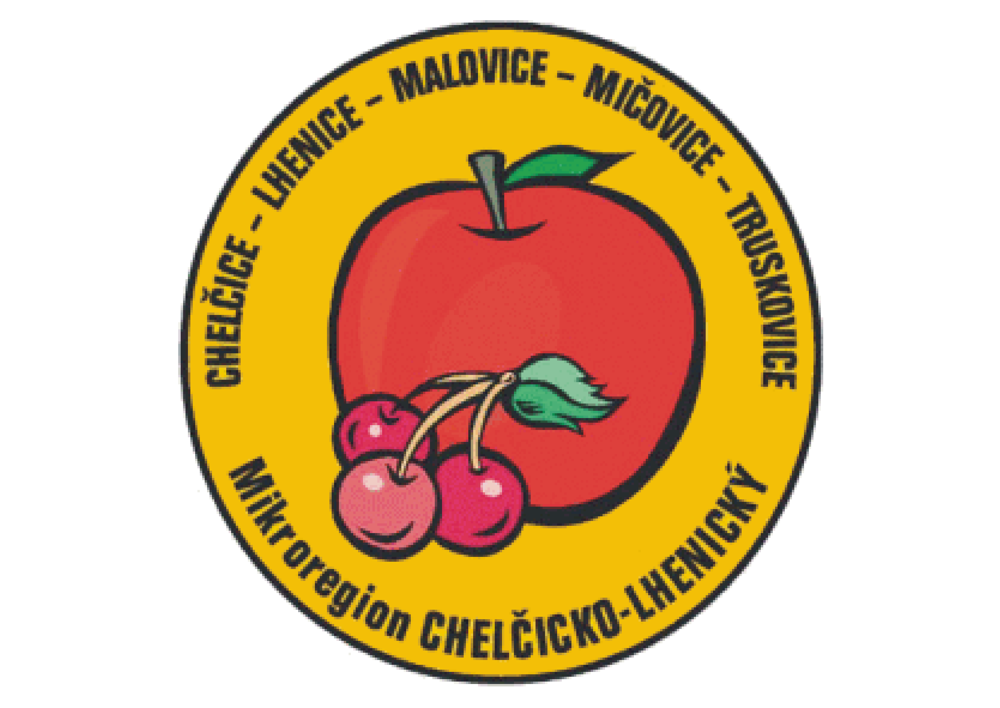 CHELČICE – LHENICE – MALOVICE – MIČOVICE – TRUSKOVICE
Mikroregion CHELČICKO-LHENICKÝ